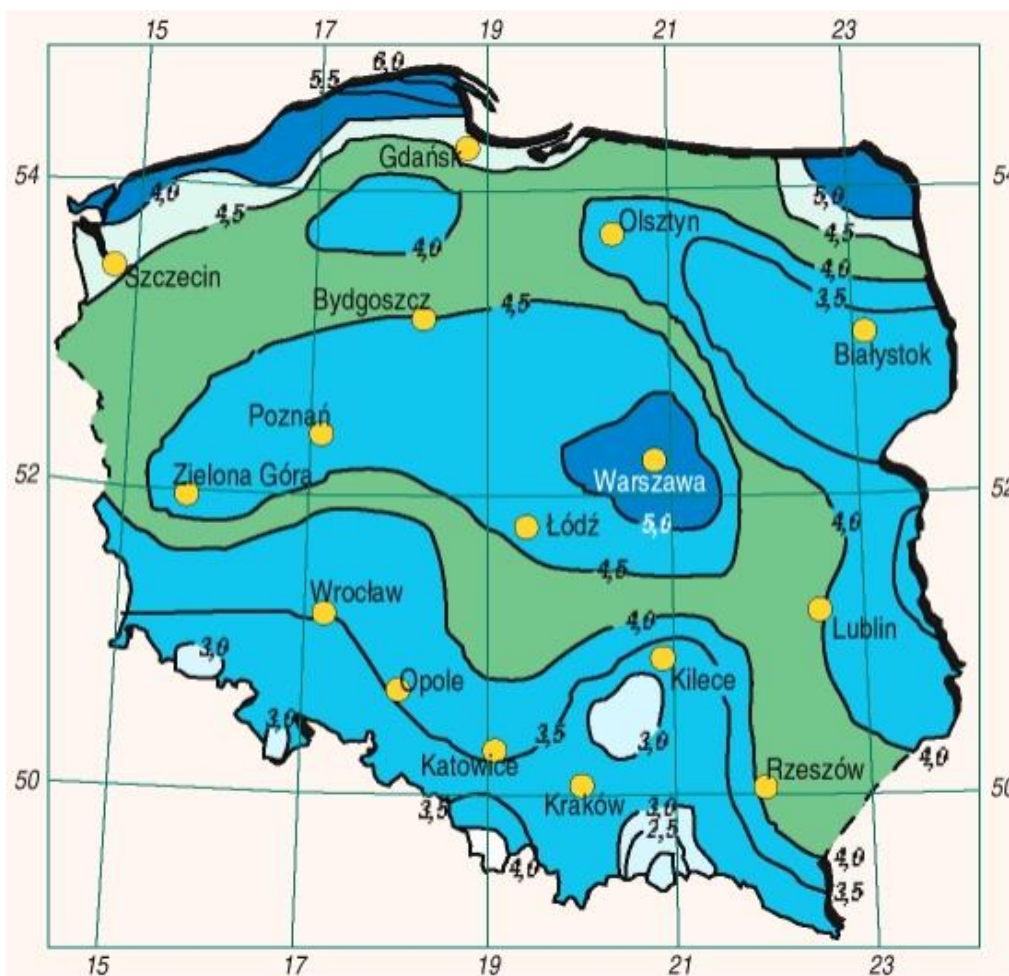 15 17 19 21 23
6,0
5,5
Gdańsk
54 54
4,0
5,0
4,5
Olsztyn
4,5
4,0
4,0
Szczecin
3,5
Bydgoszcz
4,5
Białystok
Poznań
Zielona Góra
Warszawa
52 52
Łódź
5,0
4,0
4,5
Wrocław
4,0
Lublin
3,0
Opole
Kilece
3,0
3,5
3,0
Katowice
4,0
Rzeszów
50 50
Kraków
3,5
3,0
2,5
4,0
4,0
3,5
15 17 19 21 23